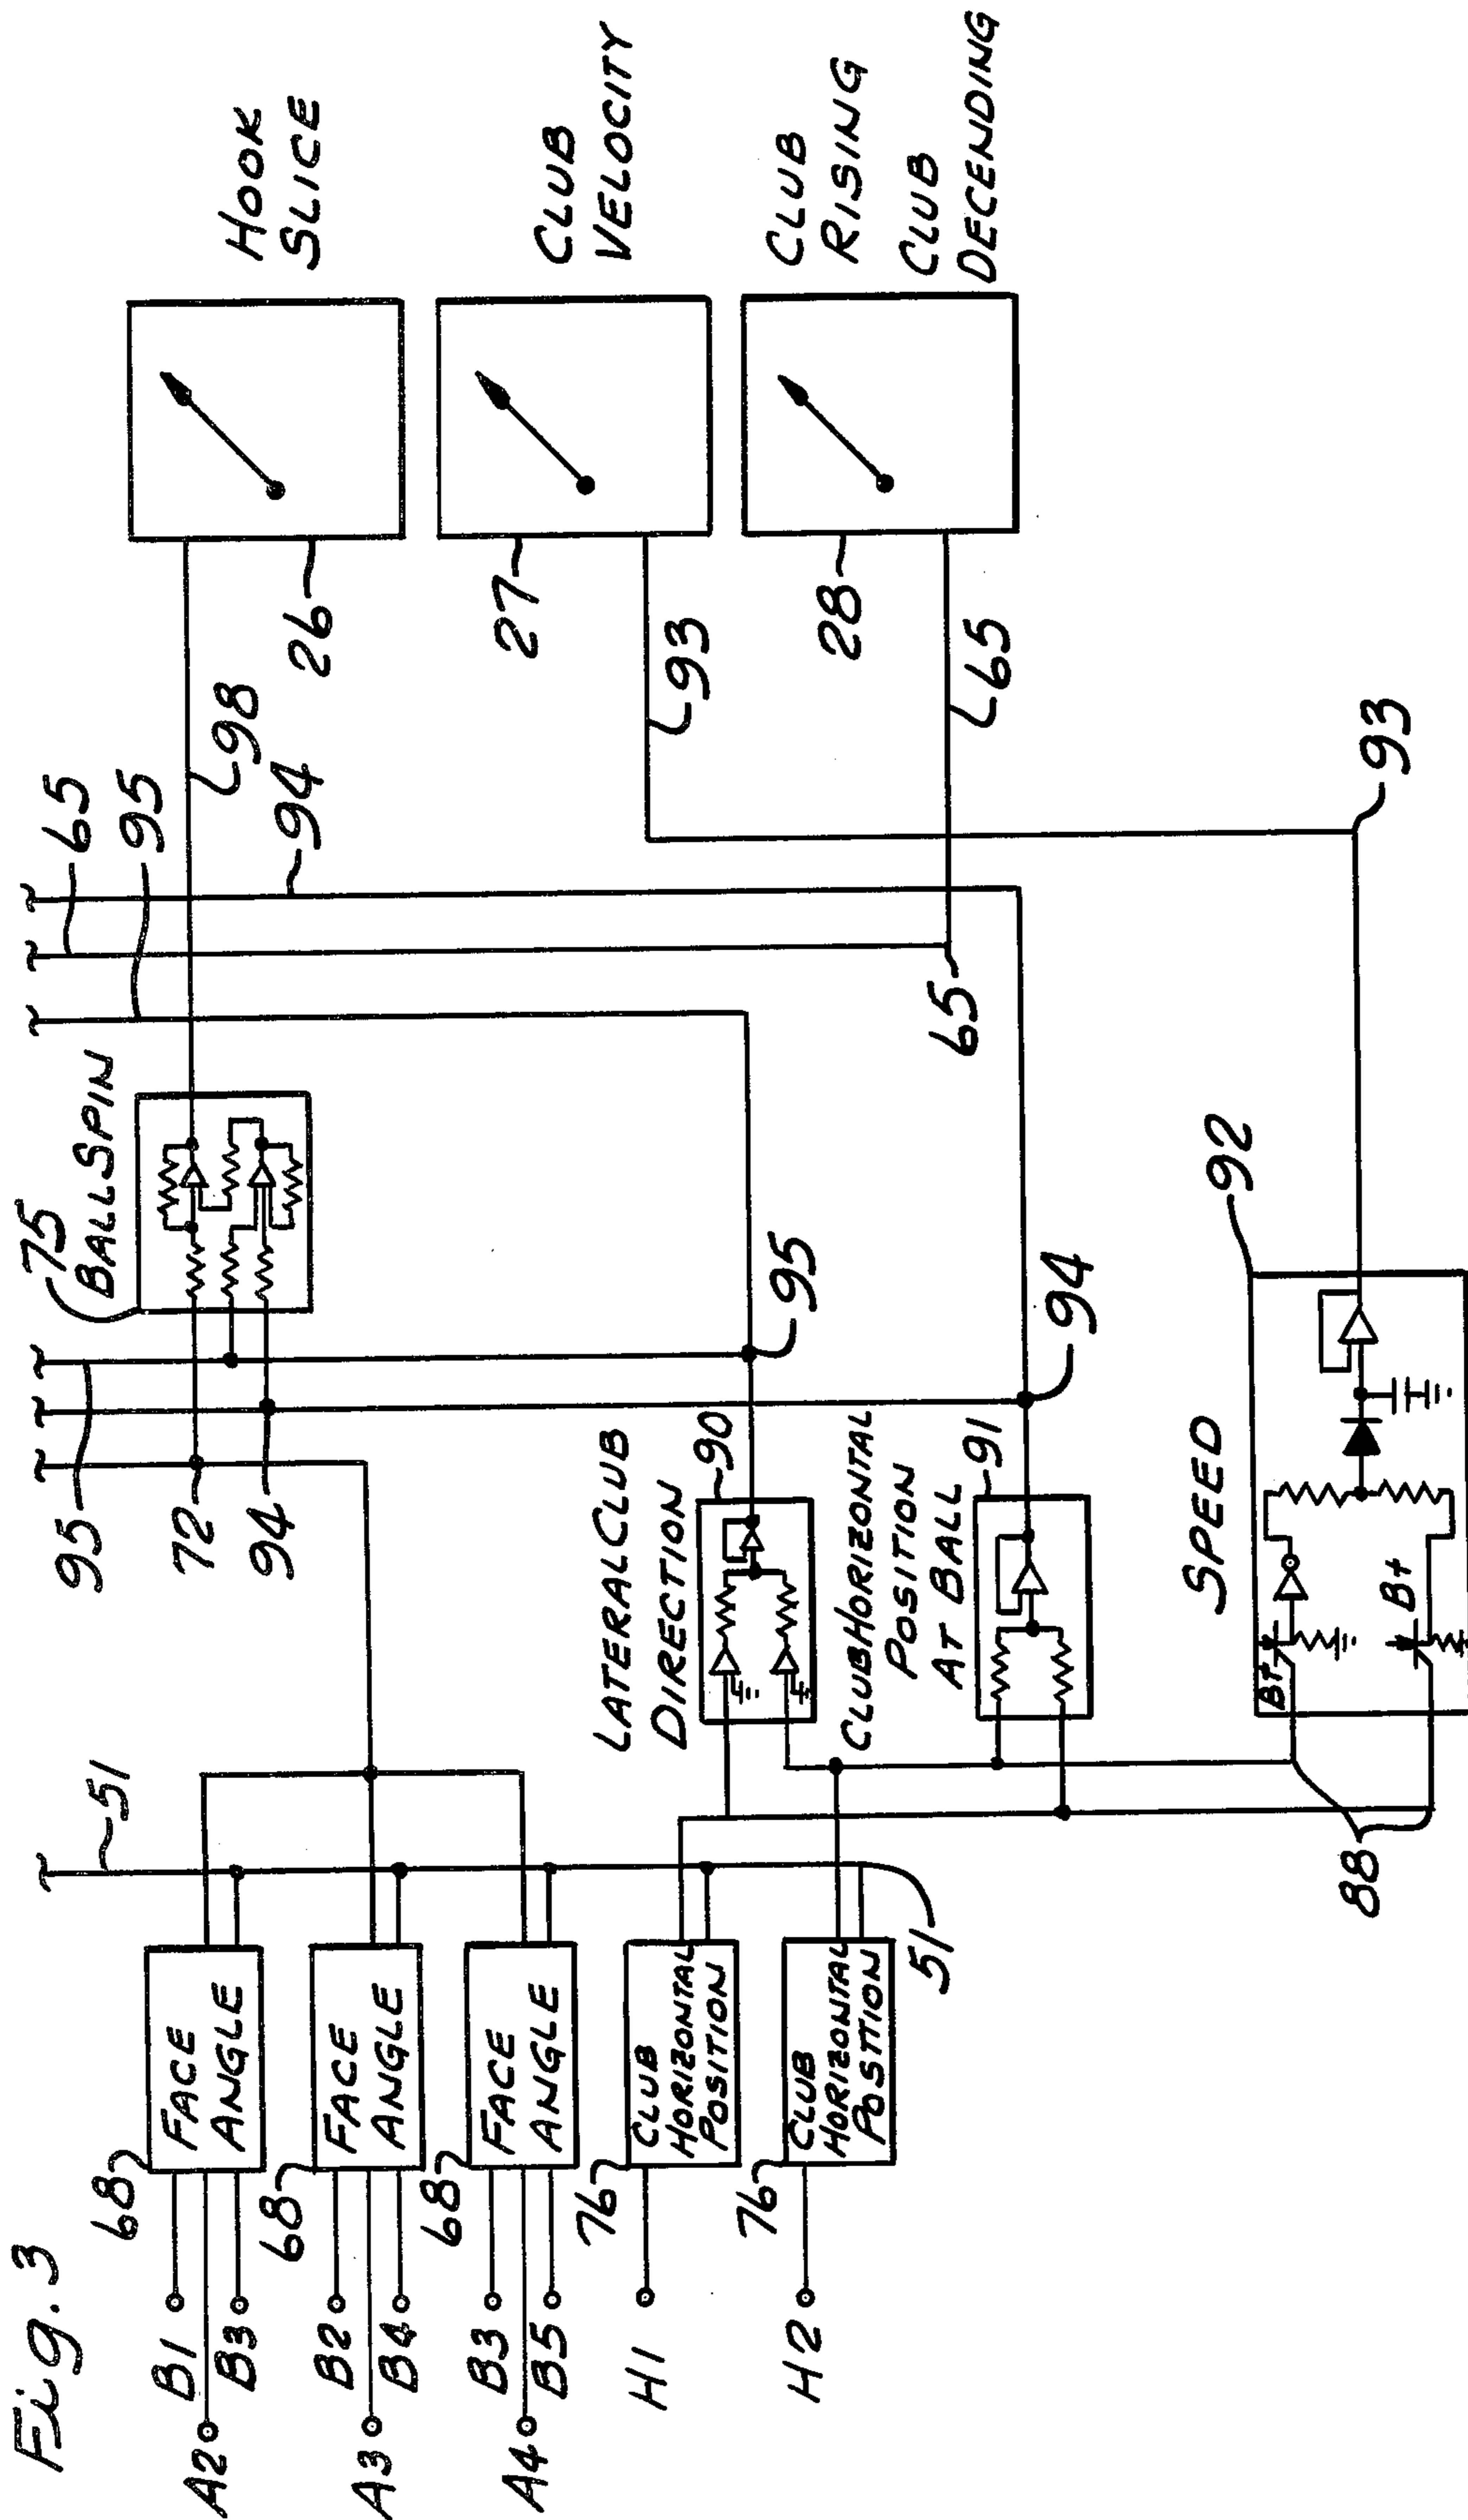 Fig. 3
B1
A2
B3
B2
A3
B4
B3
A4
B5
H1
H2
68
FACE
ANGLE
68
FACE
ANGLE
68
FACE
ANGLE
76
CLUB
HORIZONTAL
POSITION
76
CLUB
HORIZONTAL
POSITION
51
51
88
95
72
94
LATERAL CLUB
DIRECTION
90
CLUB HORIZONTAL
POSITION
AT BALL
91
SPEED
92
BT
B+
75
BALL SPIN
95
94
65
95
65
94
98
93
65
93
26
27
28
HOOK
SLICE
CLUB
VELOCITY
CLUB
RISING
CLUB
DECENDING